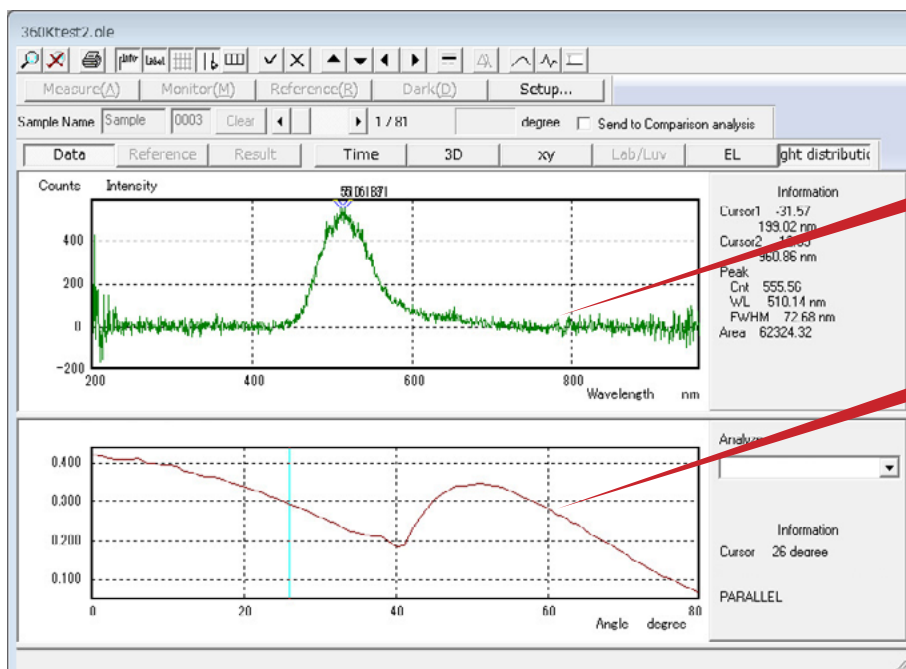 360Ktest2.ole
Label
Measure(A) Monitor(M) Reference(R) Dark(D) Setup...
Sample Name Sample 0003 Clear 1 / 81 degree Send to Comparison analysis
Data Reference Result Time 3D xy Lab/Luv EL ght distributic
Counts Intensity
400
200
0
-200
200 400 600 800
Wavelength nm
Information
Cursor1 -31.57
199.02 nm
Cursor2
960.86 nm
Peak
Cnt 555.56
WL 510.14 nm
FWHM 72.68 nm
Area 62324.32
0.400
0.300
0.200
0.100
0 20 40 60 80
Angle degree
Information
Cursor 26 degree
PARALLEL